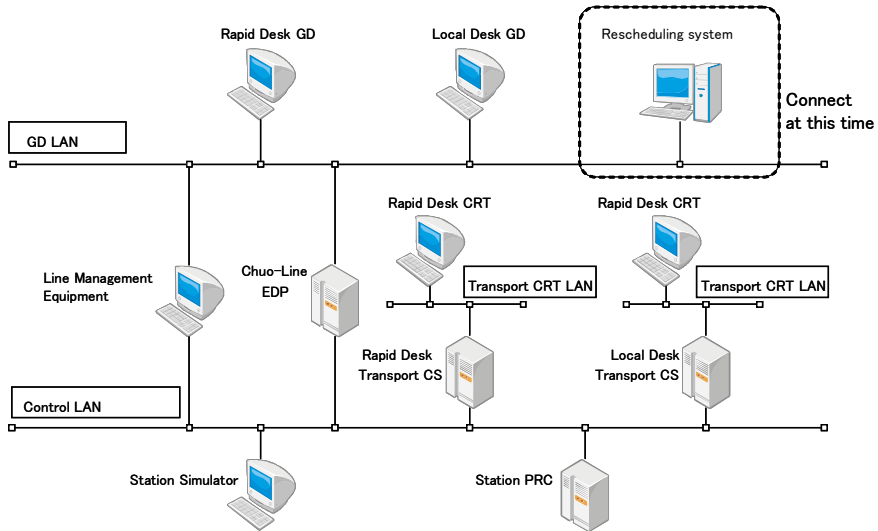 Rapid Desk GD
Local Desk GD
Rescheduling system
Connect
at this time
GD LAN
Rapid Desk CRT
Rapid Desk CRT
Line Management
Equipment
Chuo-Line
EDP
Transport CRT LAN
Transport CRT LAN
Rapid Desk
Transport CS
Local Desk
Transport CS
Control LAN
Station Simulator
Station PRC